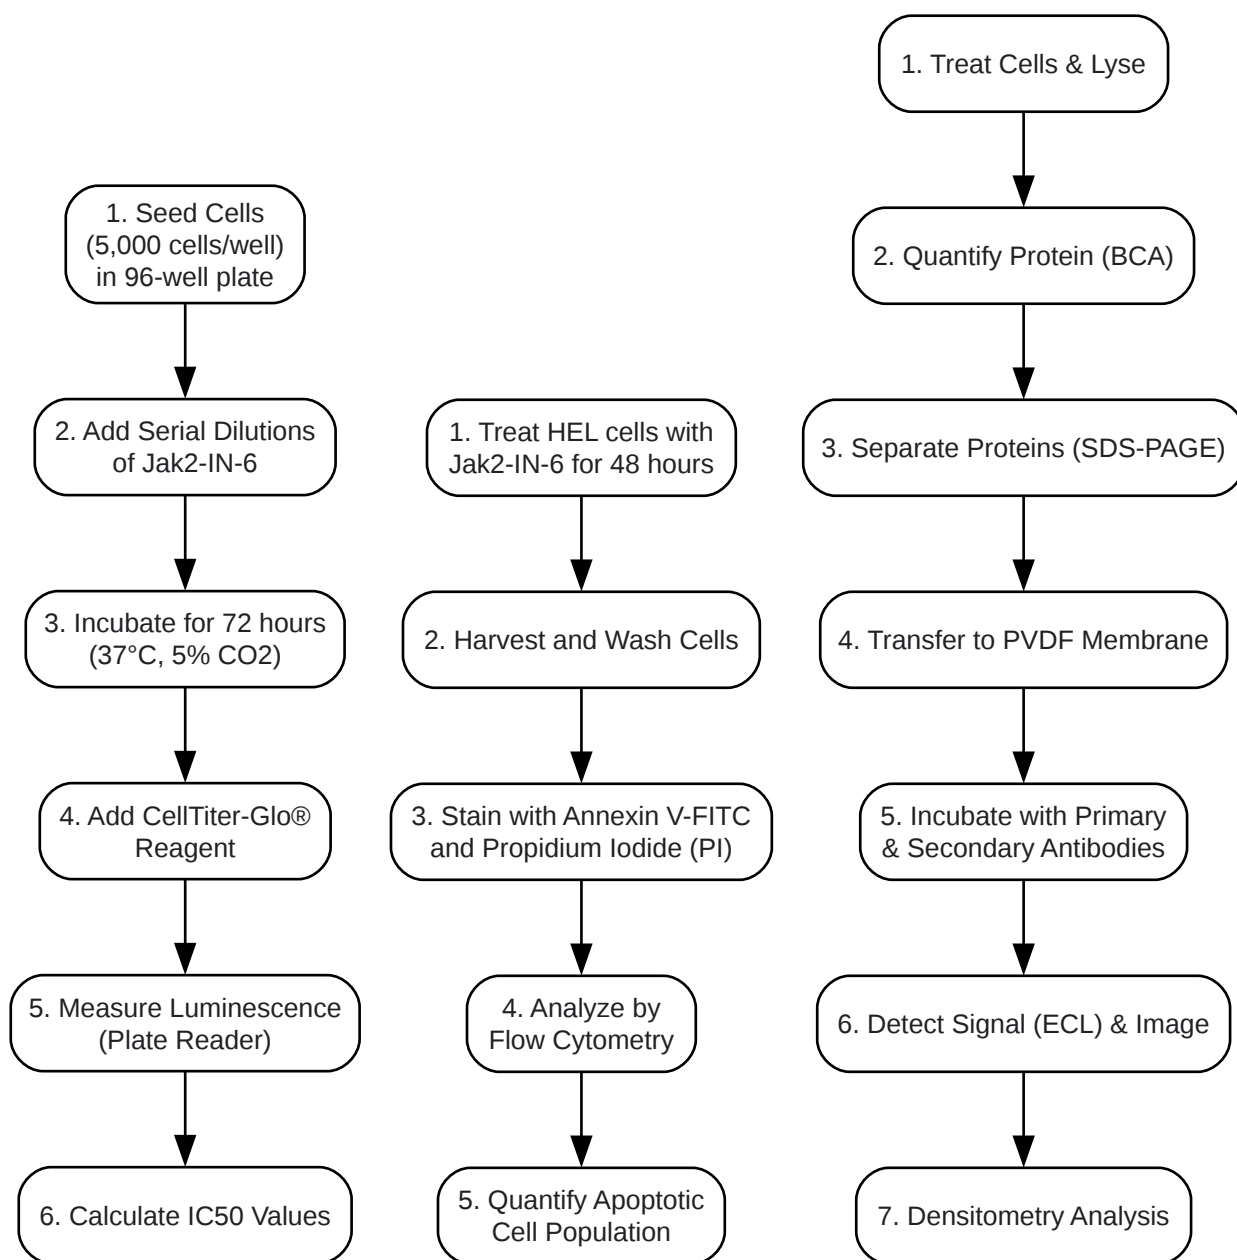 1. Seed Cells
(5,000 cells/well)
in 96-well plate
2. Add Serial Dilutions
of Jak2-IN-6
3. Incubate for 72 hours
(37°C, 5% CO2)
4. Add CellTiter-Glo®
Reagent
5. Measure Luminescence
(Plate Reader)
6. Calculate IC50 Values
1. Treat HEL cells with
Jak2-IN-6 for 48 hours
2. Harvest and Wash Cells
3. Stain with Annexin V-FITC
and Propidium Iodide (PI)
4. Analyze by
Flow Cytometry
5. Quantify Apoptotic
Cell Population
1. Treat Cells & Lyse
2. Quantify Protein (BCA)
3. Separate Proteins (SDS-PAGE)
4. Transfer to PVDF Membrane
5. Incubate with Primary
& Secondary Antibodies
6. Detect Signal (ECL) & Image
7. Densitometry Analysis